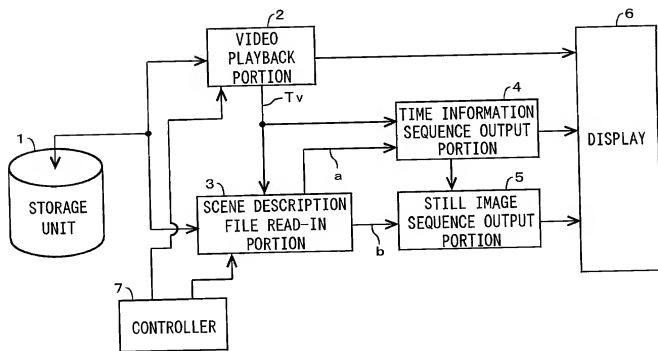 2
VIDEO
PLAYBACK
PORTION
6
DISPLAY
Tv
4
TIME INFORMATION
SEQUENCE OUTPUT
PORTION
1
STORAGE
UNIT
a
3
SCENE DESCRIPTION
FILE READ-IN
PORTION
b
5
STILL IMAGE
SEQUENCE OUTPUT
PORTION
7
CONTROLLER